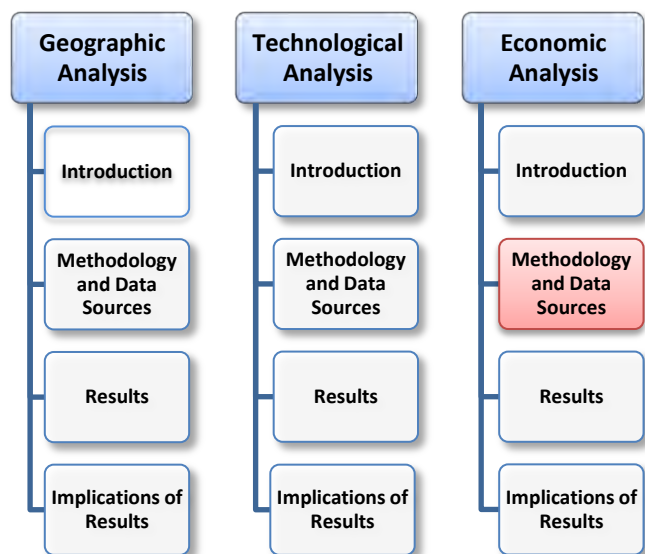 Geographic
Analysis
Introduction
Methodology
and Data
Sources
Results
Implications of
Results
Technological
Analysis
Introduction
Methodology
and Data
Sources
Results
Implications of
Results
Economic
Analysis
Introduction
Methodology
and Data
Sources
Results
Implications of
Results